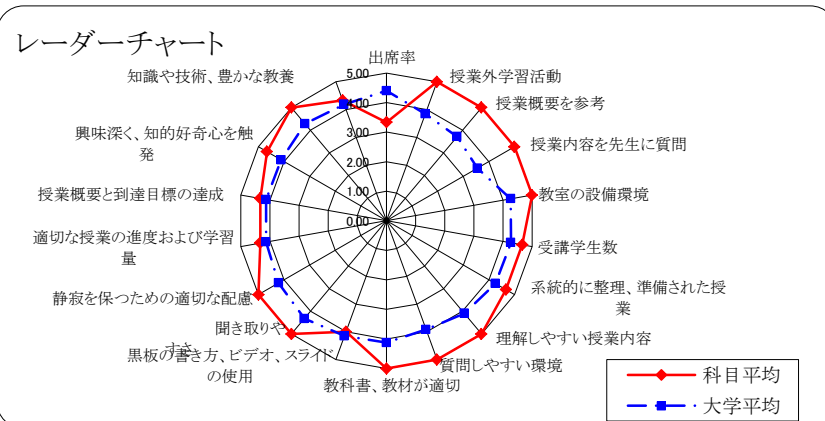 レーダーチャート
出席率
授業外学習活動
授業概要を参考
授業内容を先生に質問
教室の設備環境
受講学生数
系統的に整理、準備された授
業
理解しやすい授業内容
質問しやすい環境
教科書、教材が適切
黒板の書き方、ビデオ、スライド
の使用
聞き取りや
すさ
静寂を保つための適切な配慮
適切な授業の進度および学習
量
授業概要と到達目標の達成
興味深く、知的好奇心を触
発
知識や技術、豊かな教養
5.00
4.00
3.00
2.00
1.00
0.00
科目平均
大学平均